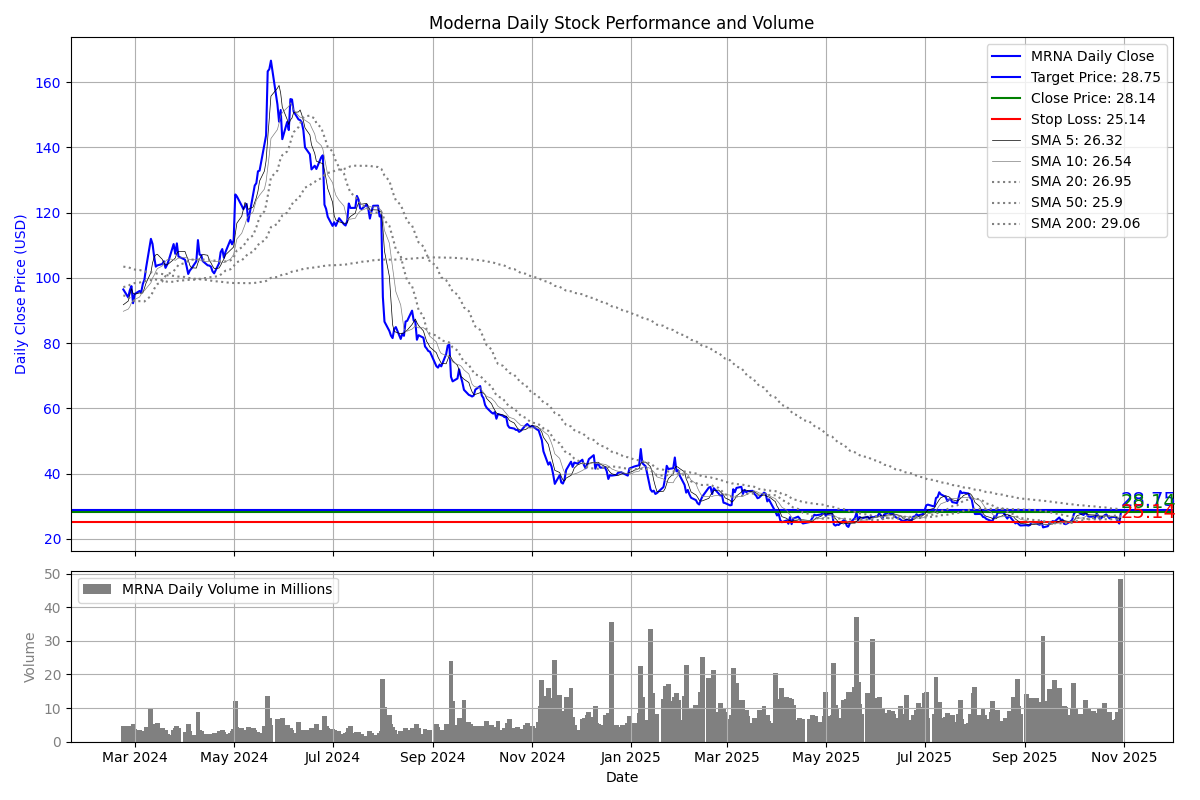 Moderna Daily Stock Performance and Volume
Daily Close Price (USD)
160
140
120
100
80
60
40
20
MRNA Daily Close
Target Price: 28.75
Close Price: 28.14
Stop Loss: 25.14
SMA 5: 26.32
SMA 10: 26.54
SMA 20: 26.95
SMA 50: 25.9
SMA 200: 29.06
28.75
28.14
25.14
Volume
50
40
30
20
10
0
MRNA Daily Volume in Millions
Mar 2024 May 2024 Jul 2024 Sep 2024 Nov 2024 Jan 2025 Mar 2025 May 2025 Jul 2025 Sep 2025 Nov 2025
Date